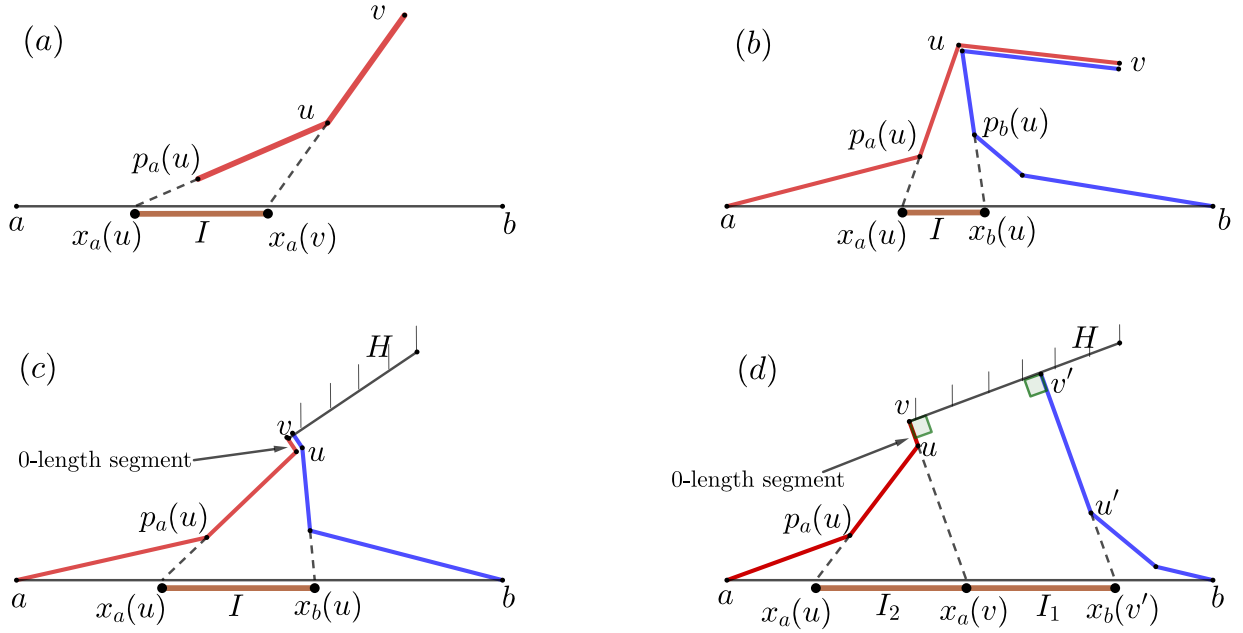 (a)
v
u
p_a(u)
a
b
x_a(u)
I
x_a(v)
(b)
u
v
p_a(u)
p_b(u)
a
b
x_a(u)
I
x_b(u)
(c)
H
v
u
0-length segment
p_a(u)
a
b
x_a(u)
I
x_b(u)
(d)
H
v
v′
u
0-length segment
p_a(u)
u′
a
b
x_a(u)
I_2
x_a(v)
I_1
x_b(v′)